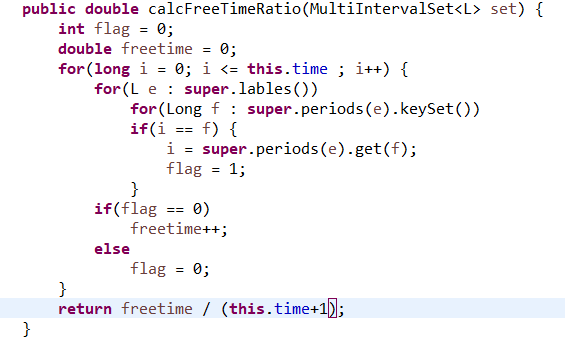 public double calcFreeTimeRatio(MultiIntervalSet<L> set) {
int flag = 0;
double freetime = 0;
for(long i = 0; i <= this.time ; i++) {
for(L e : super.lables())
for(Long f : super.periods(e).keySet())
if(i == f) {
i = super.periods(e).get(f);
flag = 1;
}
if(flag == 0)
freetime++;
else
flag = 0;
}
return freetime / (this.time+1);
}